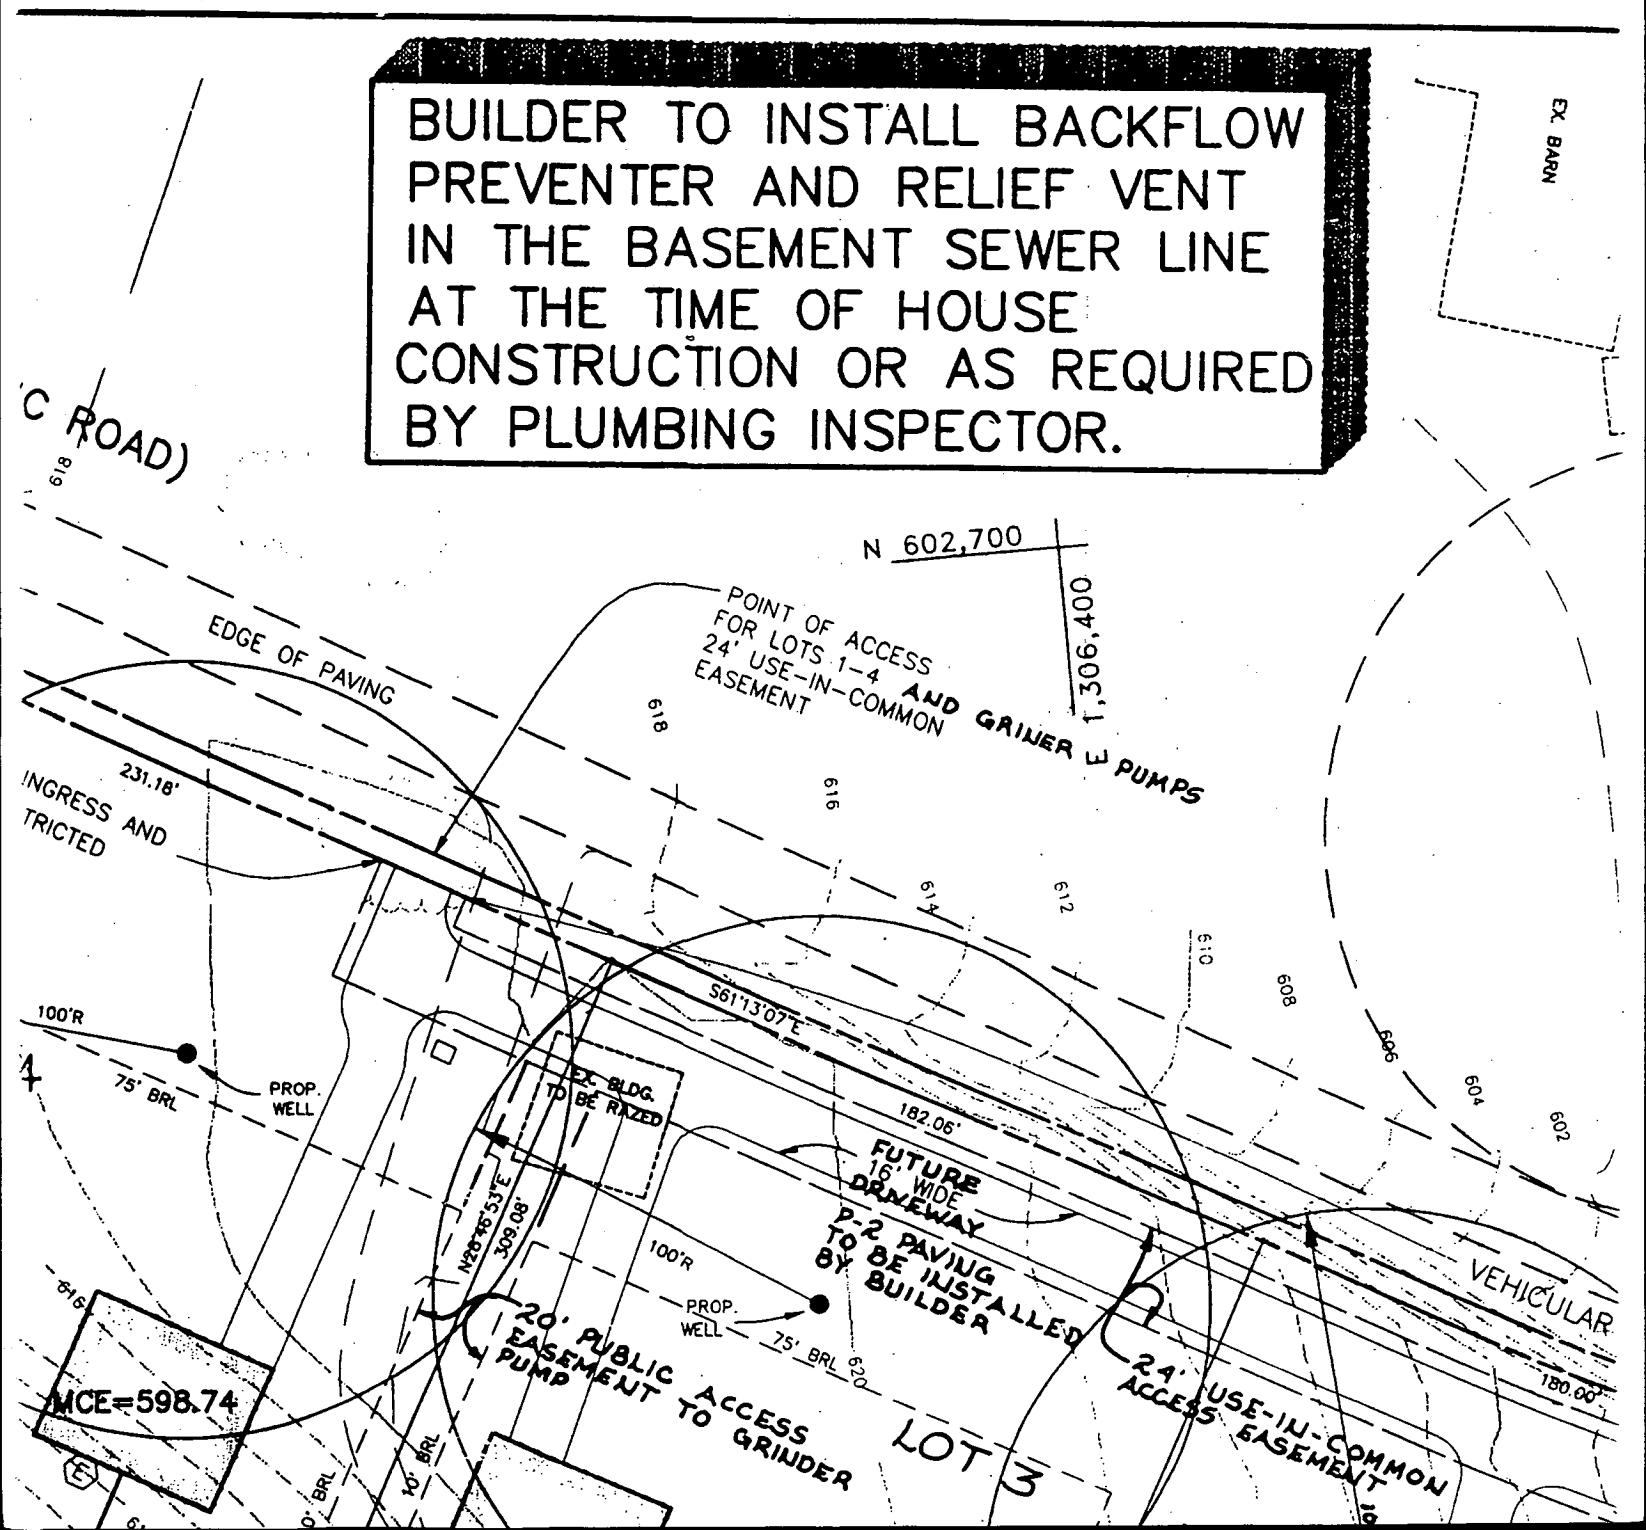 BUILDER TO INSTALL BACKFLOW
PREVENTER AND RELIEF VENT
IN THE BASEMENT SEWER LINE
AT THE TIME OF HOUSE
CONSTRUCTION OR AS REQUIRED
BY PLUMBING INSPECTOR.
EX. BARN
C ROAD)
618
N 602,700
E 1,306,400
POINT OF ACCESS
FOR LOTS 1-4 AND GRINER PUMPS
24' USE-IN-COMMON
EASEMENT
EDGE OF PAVING
618
616
614
612
610
608
606
604
602
231.18'
INGRESS AND
TRICTED
S61°13'07"E
100'R
PROP.
WELL
75' BRL
EX. BLDG.
TO BE RAZED
182.06'
FUTURE
16' WIDE
DRIVEWAY
P-2 PAVING
TO BE INSTALLED
BY BUILDER
N28°46'53"E
309.08'
100'R
PROP.
WELL
75' BRL
620
VEHICULAR
180.00'
616
20' PUBLIC ACCESS
EASEMENT TO GRINDER
PUMP
24' USE-IN-COMMON
ACCESS EASEMENT
LOT 3
MCE=598.74
E
BRL
10' BRL